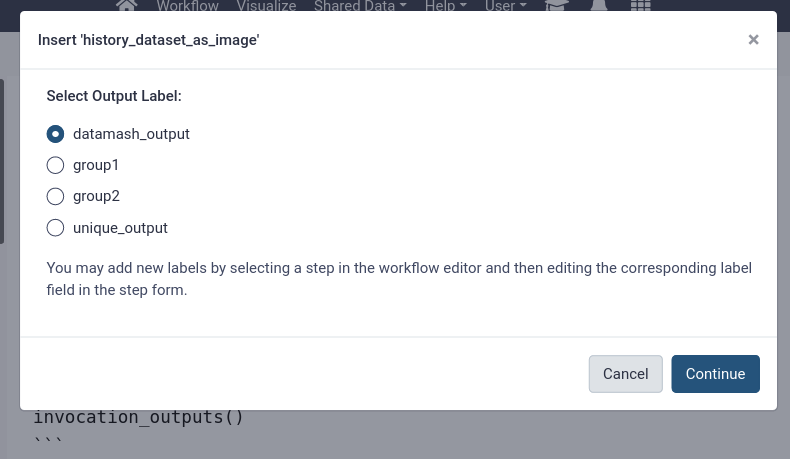 Workflow Visualize Shared Data Help User
Insert 'history_dataset_as_image' ×
Select Output Label:
datamash_output
group1
group2
unique_output
You may add new labels by selecting a step in the workflow editor and then editing the corresponding label
field in the step form.
Cancel Continue
invocation_outputs()
```